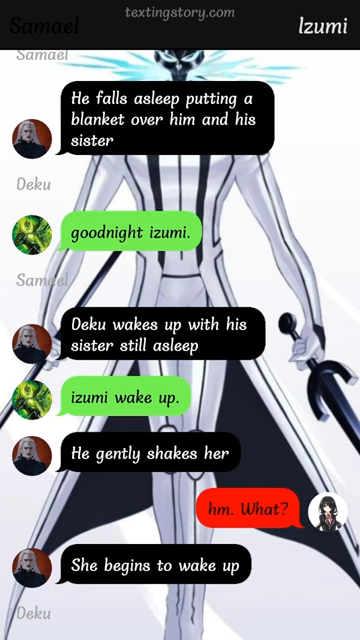 textingstory.com
Samael
Izumi
Samael
He falls asleep putting a
blanket over him and his
sister
Deku
goodnight izumi.
Samael
Deku wakes up with his
sister still asleep
izumi wake up.
He gently shakes her
hm. What?
She begins to wake up
Deku